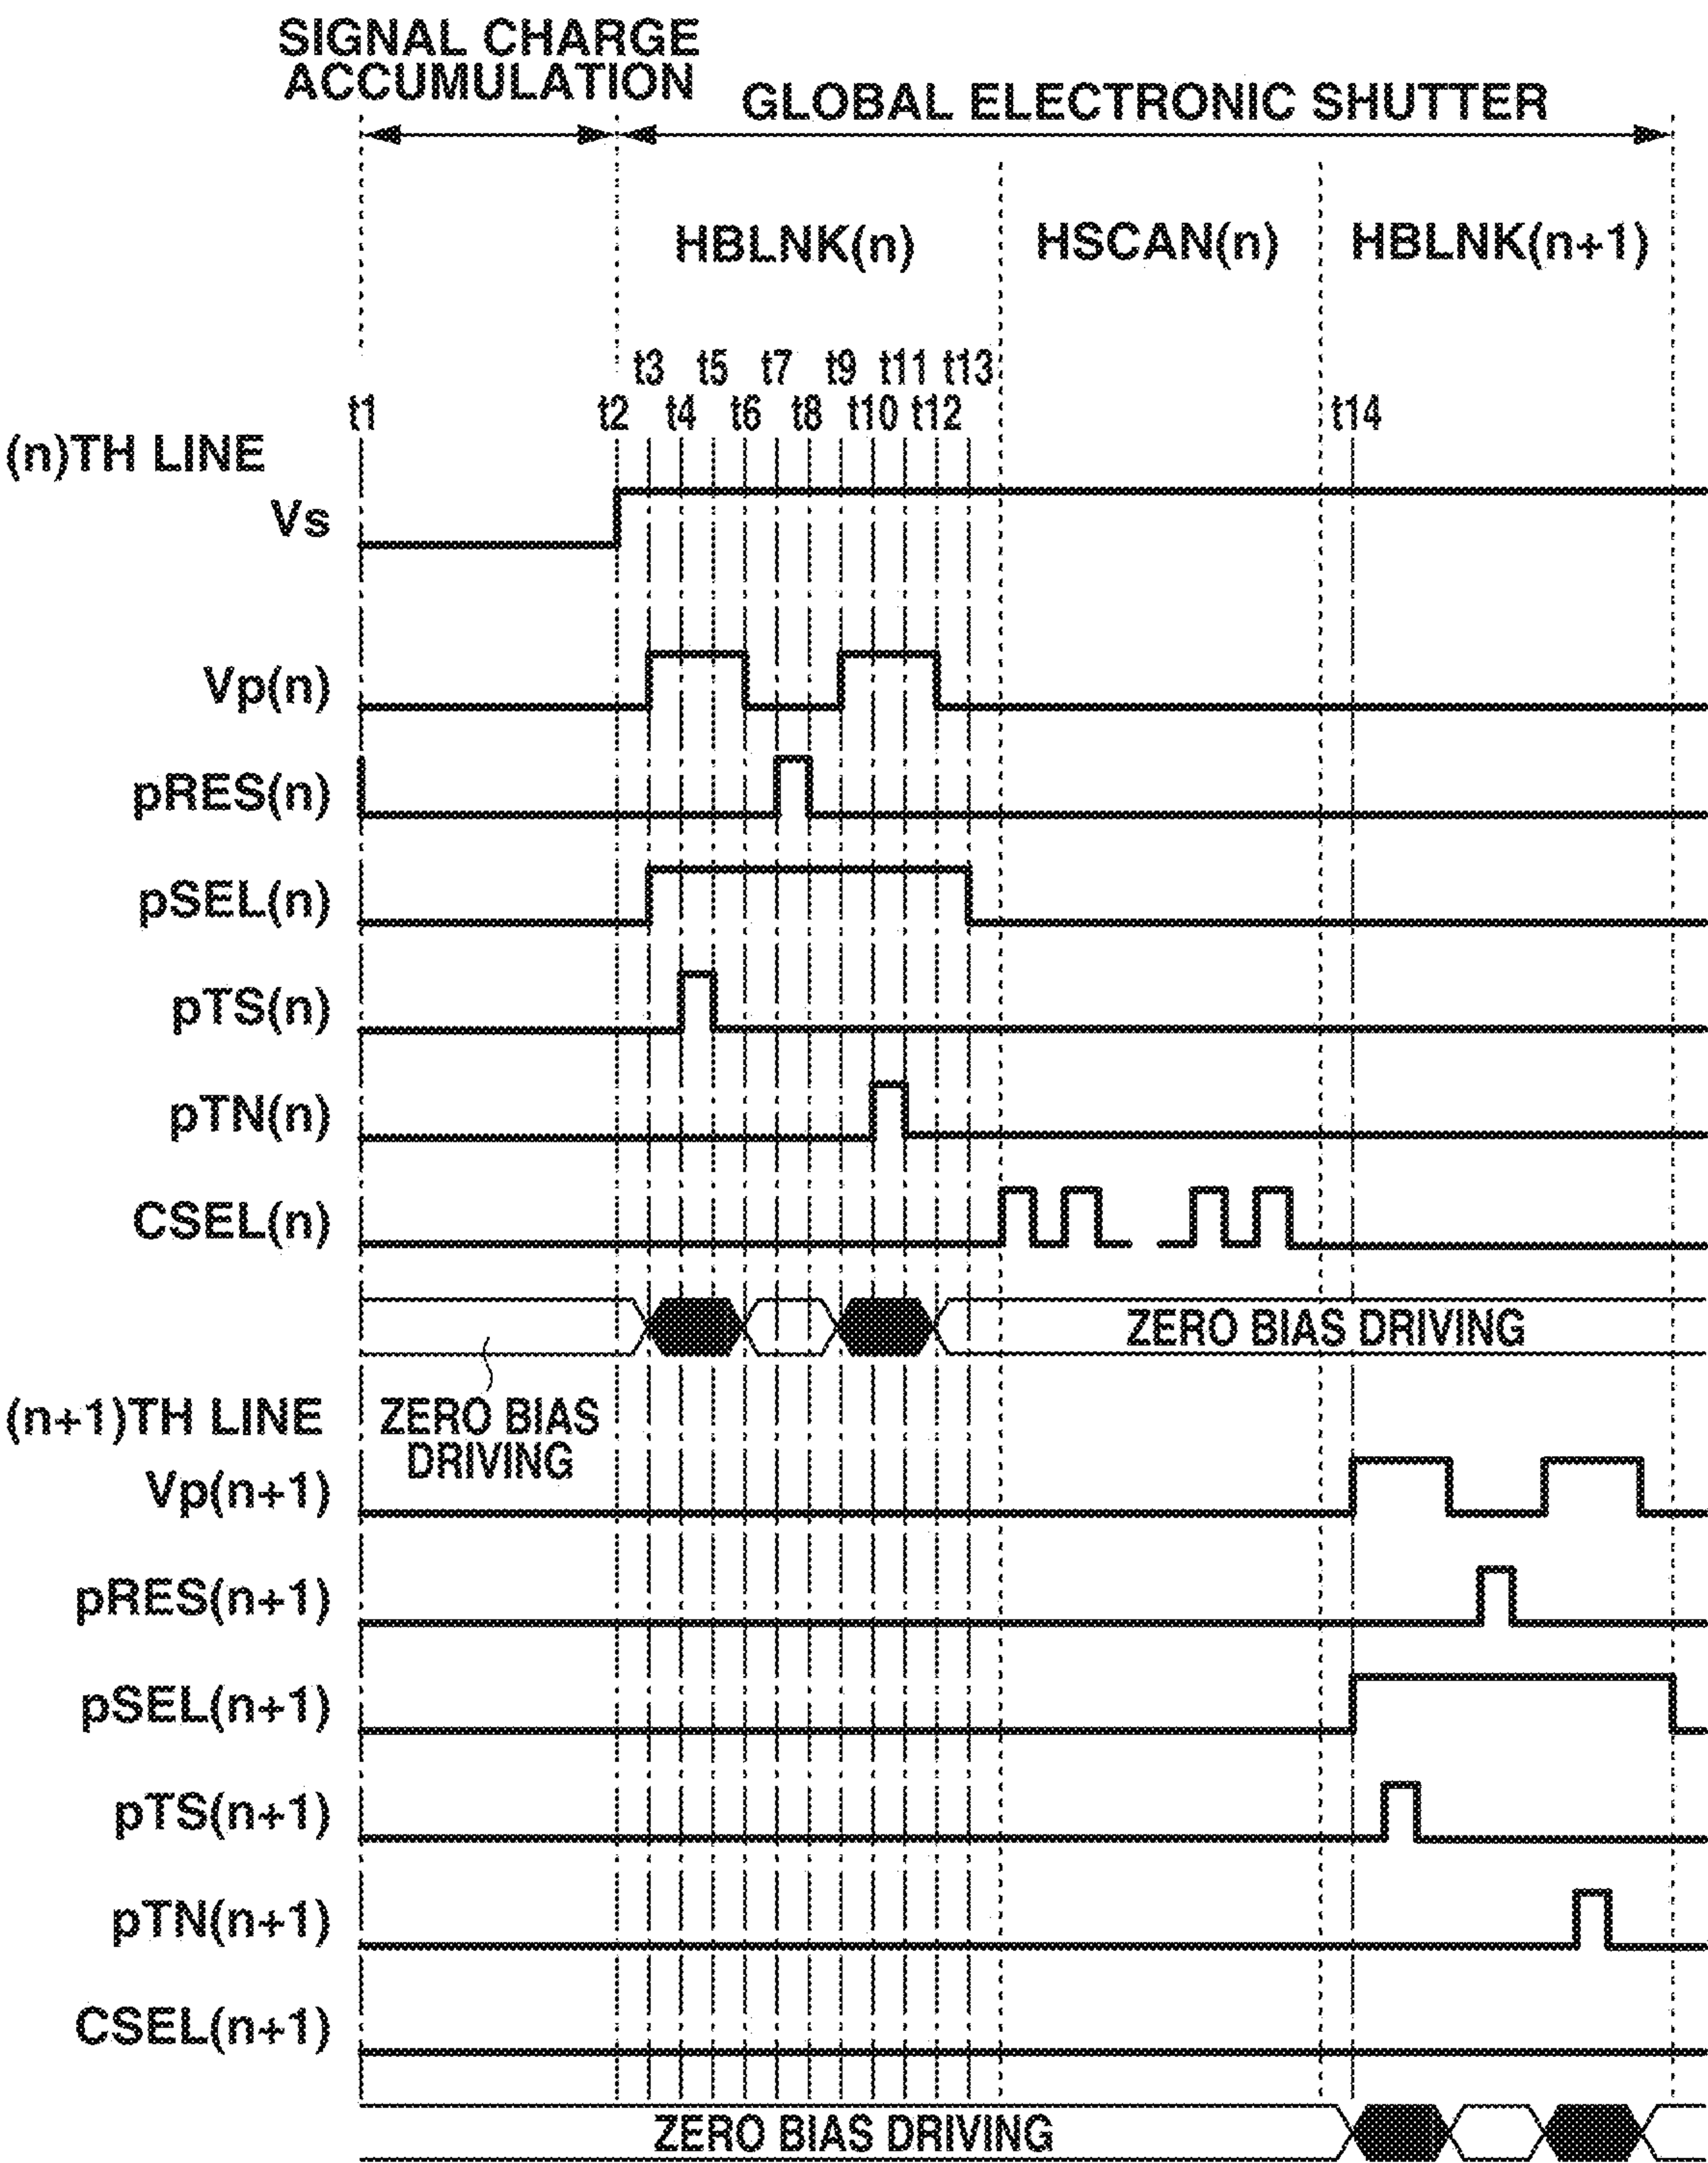 SIGNAL CHARGE
ACCUMULATION
GLOBAL ELECTRONIC SHUTTER
HBLNK(n)
HSCAN(n)
HBLNK(n+1)
t3 t5 t7 t9 t11 t13
t1 t2 t4 t6 t8 t10 t12 t14
(n)TH LINE
Vs
Vp(n)
pRES(n)
pSEL(n)
pTS(n)
pTN(n)
CSEL(n)
ZERO BIAS DRIVING
(n+1)TH LINE
ZERO BIAS
DRIVING
Vp(n+1)
pRES(n+1)
pSEL(n+1)
pTS(n+1)
pTN(n+1)
CSEL(n+1)
ZERO BIAS DRIVING